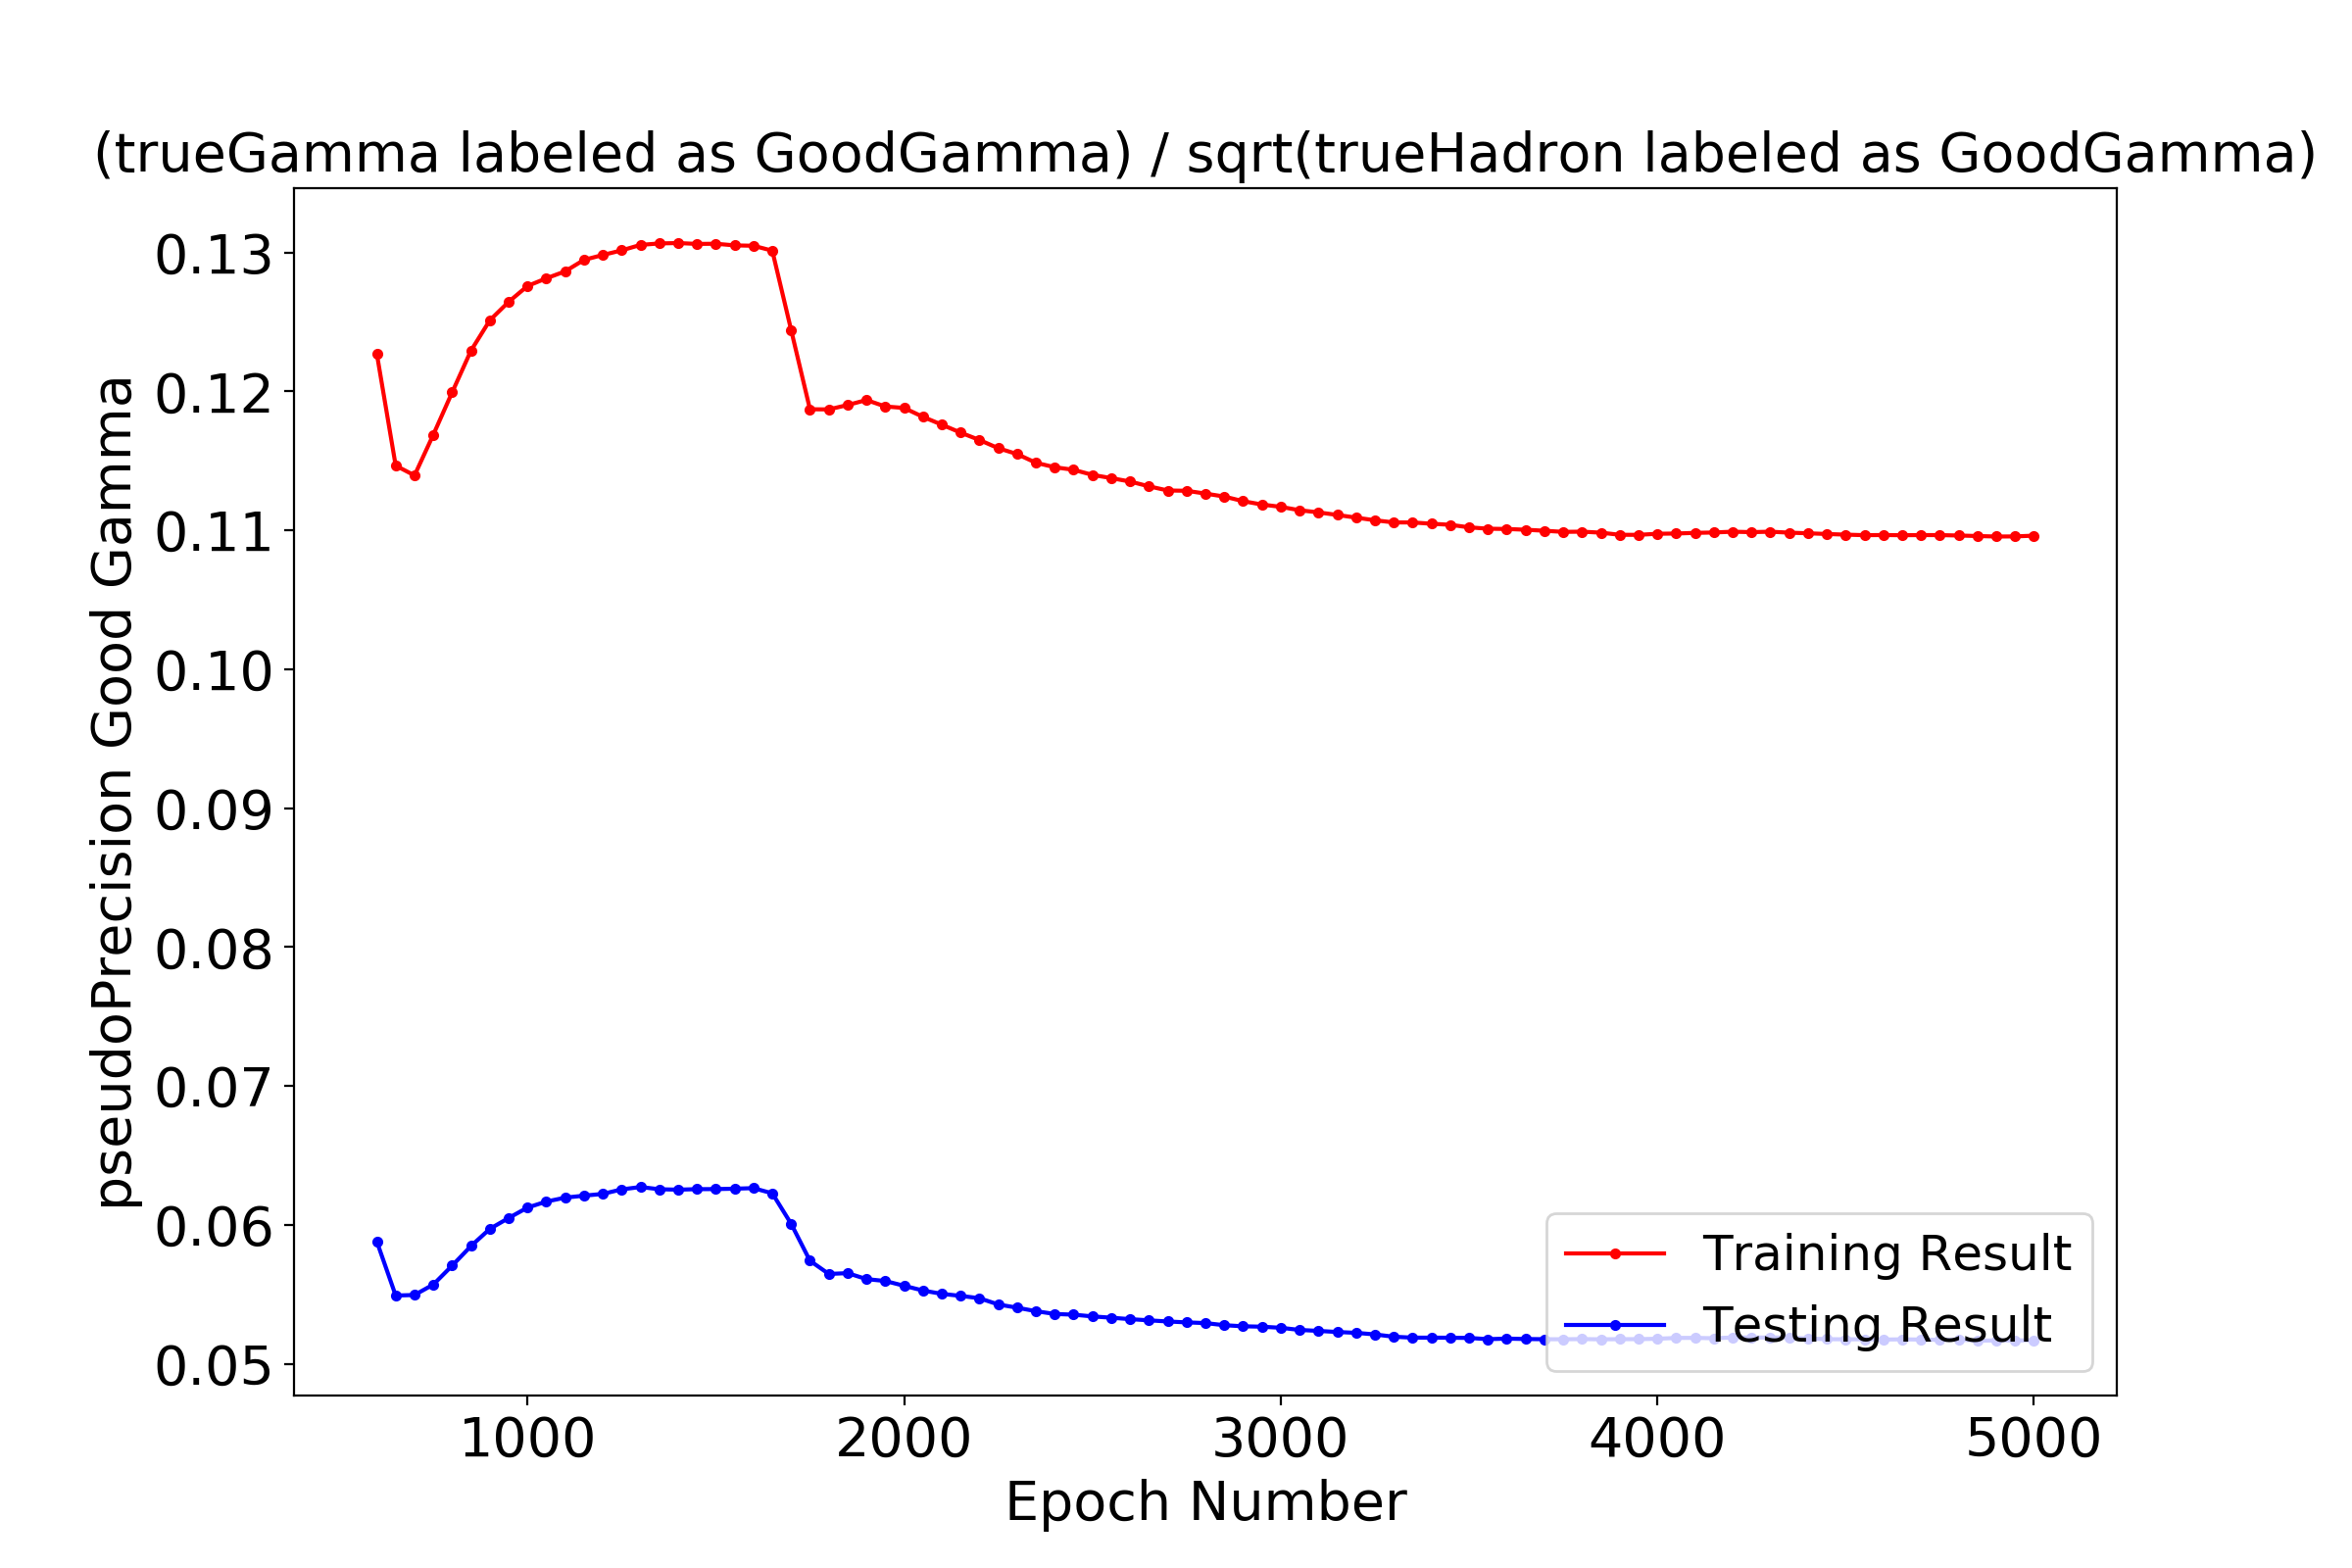 (trueGamma labeled as GoodGamma) / sqrt(trueHadron labeled as GoodGamma)
pseudoPrecision Good Gamma
0.13
0.12
0.11
0.10
0.09
0.08
0.07
0.06
0.05
Training Result
Testing Result
1000 2000 3000 4000 5000
Epoch Number